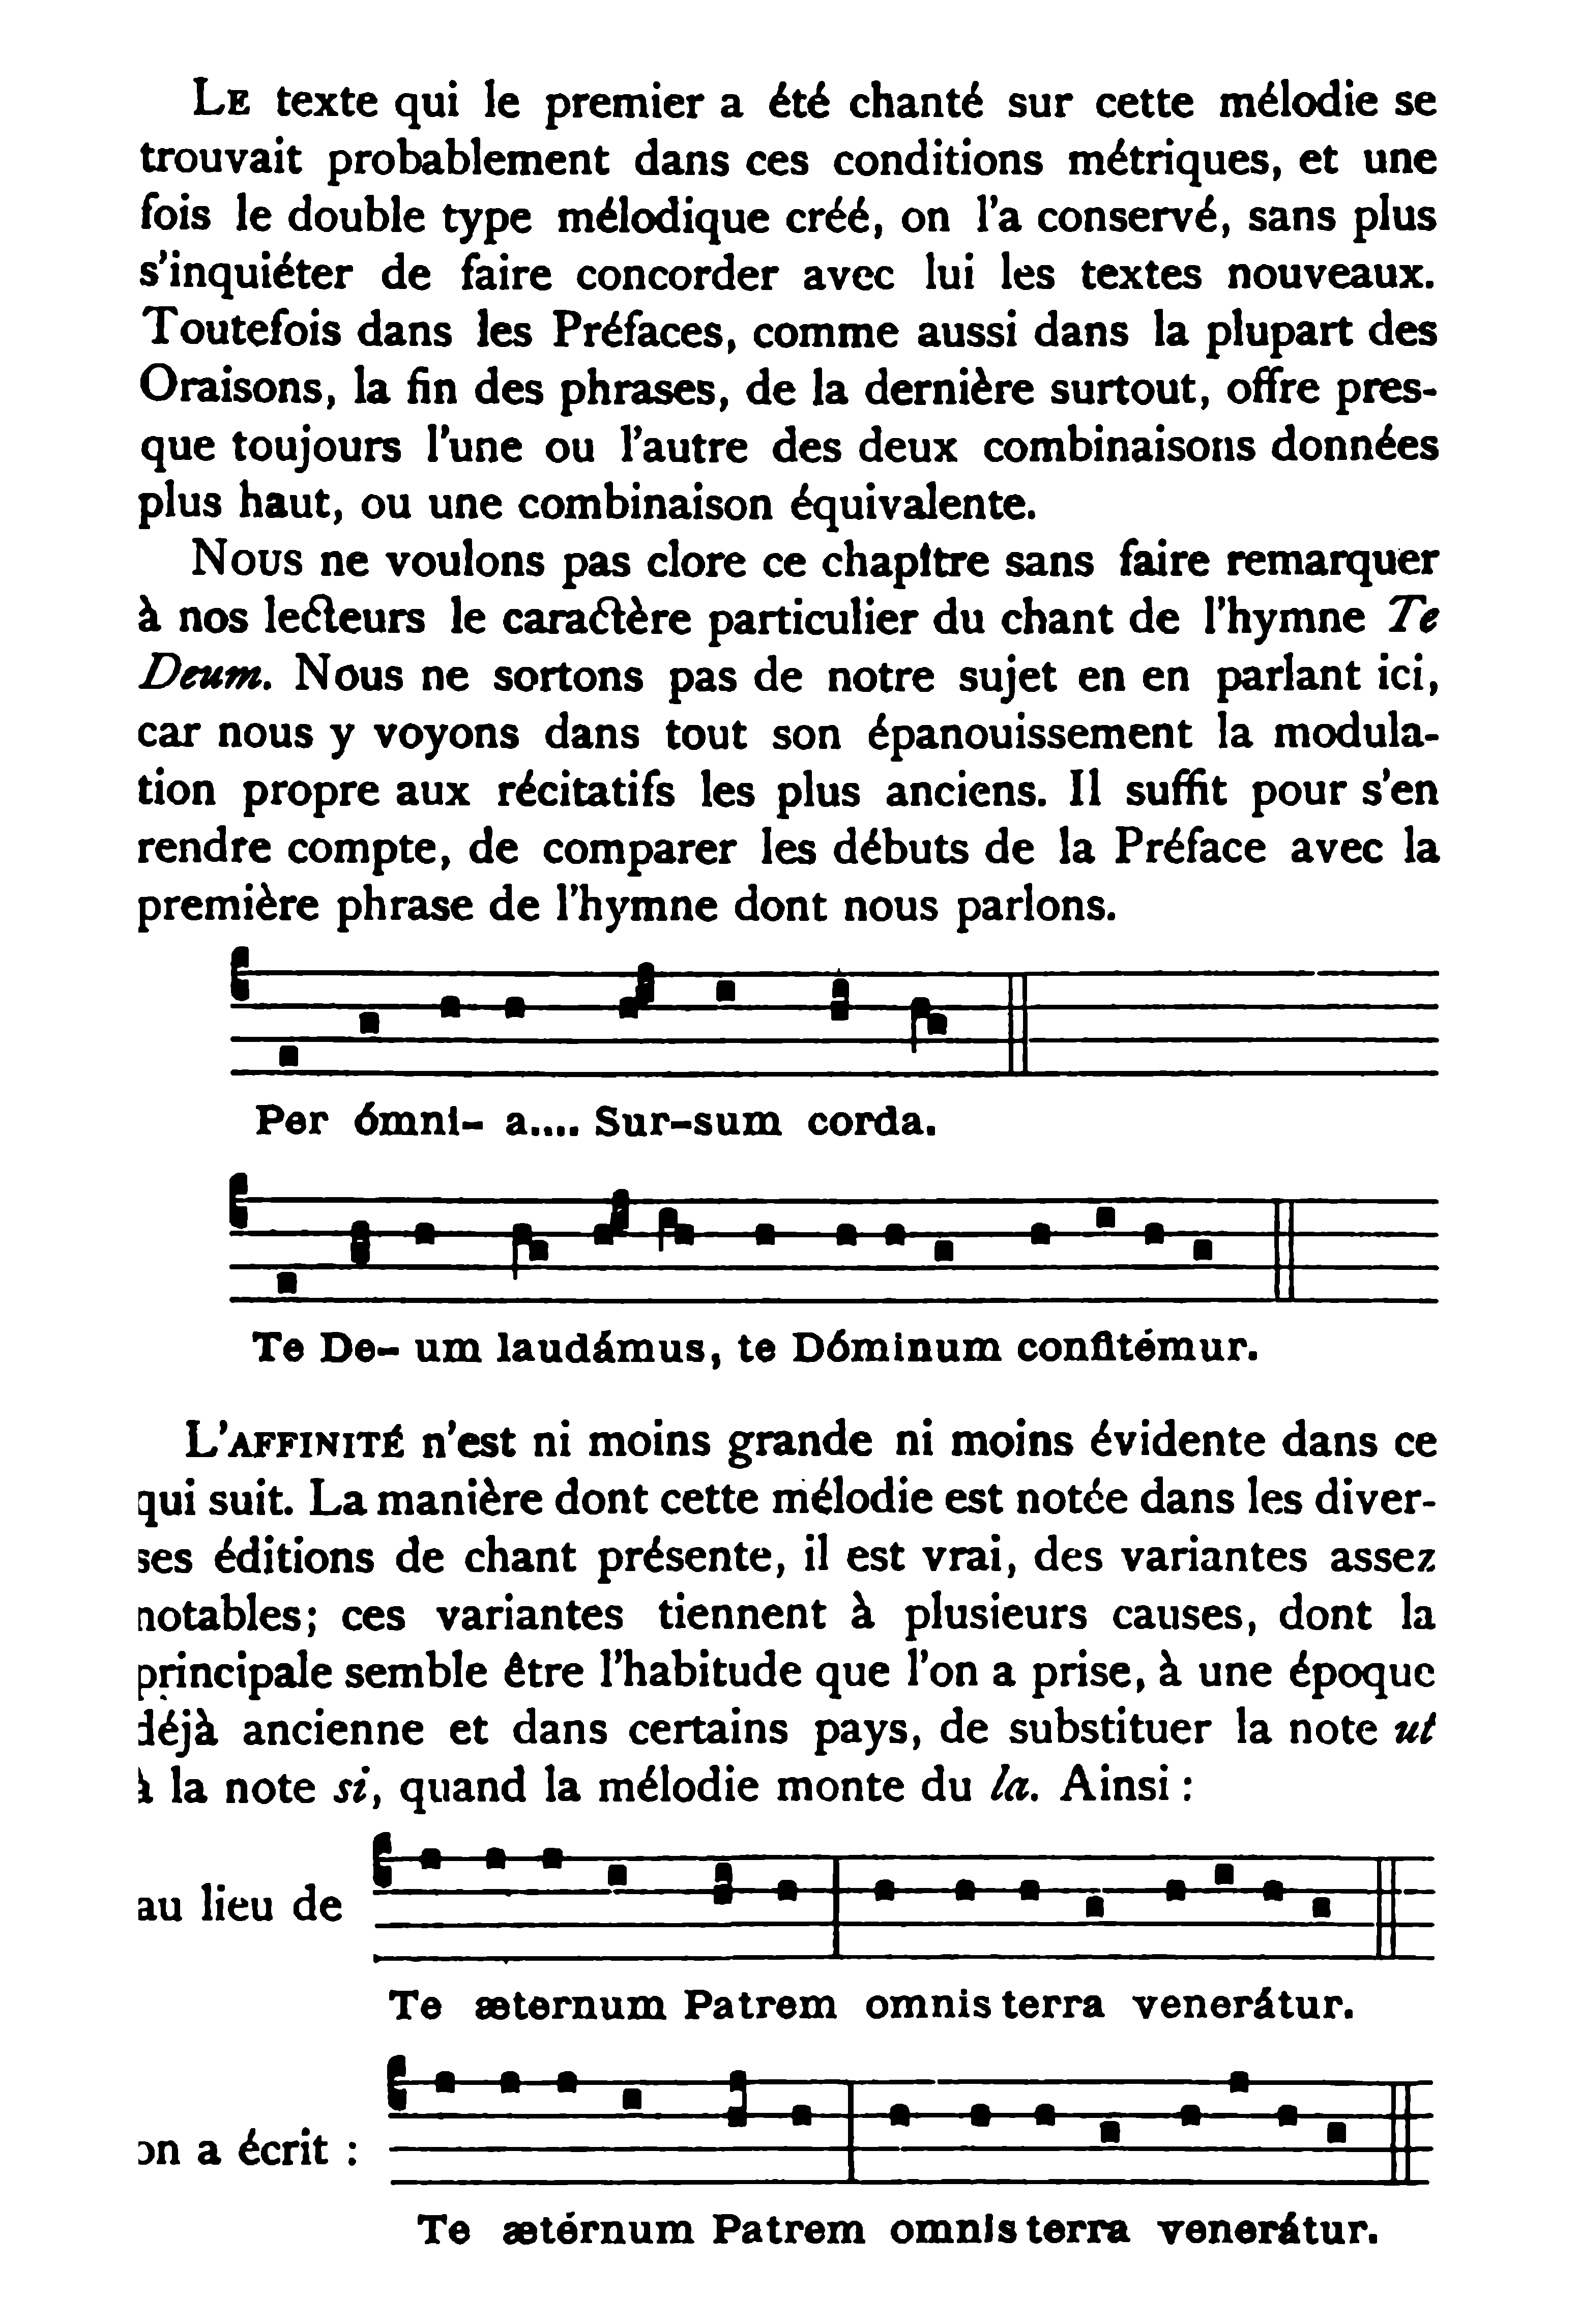 LE texte qui le premier a été chanté sur cette mélodie se
trouvait probablement dans ces conditions métriques, et une
fois le double type mélodique créé, on l'a conservé, sans plus
s'inquiéter de faire concorder avec lui les textes nouveaux.
Toutefois dans les Préfaces, comme aussi dans la plupart des
Oraisons, la fin des phrases, de la dernière surtout, offre pres-
que toujours l'une ou l'autre des deux combinaisons données
plus haut, ou une combinaison équivalente.
NOUS ne voulons pas clore ce chapitre sans faire remarquer
à nos lecteurs le caractère particulier du chant de l'hymne Te
Deum. Nous ne sortons pas de notre sujet en en parlant ici,
car nous y voyons dans tout son épanouissement la modula-
tion propre aux récitatifs les plus anciens. Il suffit pour s'en
rendre compte, de comparer les débuts de la Préface avec la
première phrase de l'hymne dont nous parlons.
Per ómni- a.... Sur-sum corda.
Te De- um laudámus, te Dóminum confitémur.
L'AFFINITÉ n'est ni moins grande ni moins évidente dans ce
qui suit. La manière dont cette mélodie est notée dans les diver-
ses éditions de chant présente, il est vrai, des variantes assez
notables; ces variantes tiennent à plusieurs causes, dont la
principale semble être l'habitude que l'on a prise, à une époque
déjà ancienne et dans certains pays, de substituer la note ut
à la note si, quand la mélodie monte du la. Ainsi :
au lieu de
Te æternum Patrem omnis terra venerátur.
on a écrit :
Te ætérnum Patrem omnis terra venerátur.